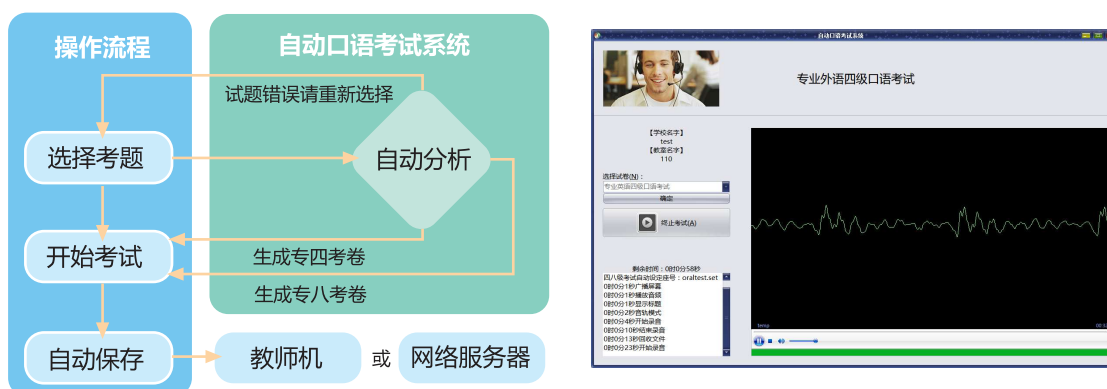 操作流程
自动口语考试系统
试题错误请重新选择
选择考题
自动分析
开始考试
生成专四考卷
生成专八考卷
自动保存
教师机
或
网络服务器
自动口语考试系统
专业外语四级口语考试
【学校名字】
test
【教室名字】
110
选择试卷(N)：
专业英语四级口语考试
确定
终止考试(A)
剩余时间：0时0分58秒
四八级考试自动设定座号：oraltest.set
0时0分1秒广播屏幕
0时0分1秒播放音频
0时0分1秒显示标题
0时0分2秒音轨模式
0时0分4秒开始录音
0时0分10秒结束录音
0时0分13秒回收文件
0时0分23秒开始录音
temp